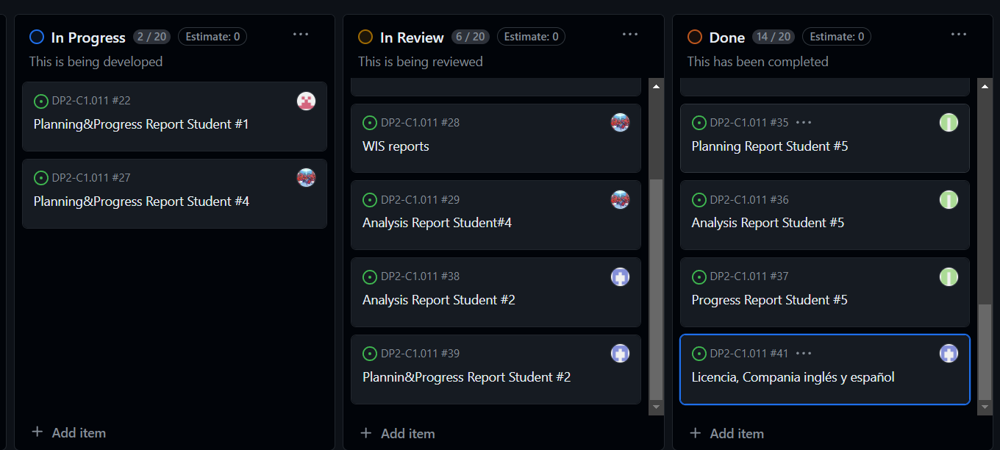 In Progress 2 / 20 Estimate: 0
This is being developed
DP2-C1.011 #22
Planning&Progress Report Student #1
DP2-C1.011 #27
Planning&Progress Report Student #4
+ Add item
In Review 6 / 20 Estimate: 0
This is being reviewed
DP2-C1.011 #28
WIS reports
DP2-C1.011 #29
Analysis Report Student#4
DP2-C1.011 #38
Analysis Report Student #2
DP2-C1.011 #39
Plannin&Progress Report Student #2
+ Add item
Done 14 / 20 Estimate: 0
This has been completed
DP2-C1.011 #35
Planning Report Student #5
DP2-C1.011 #36
Analysis Report Student #5
DP2-C1.011 #37
Progress Report Student #5
DP2-C1.011 #41
Licencia, Compania inglés y español
+ Add item